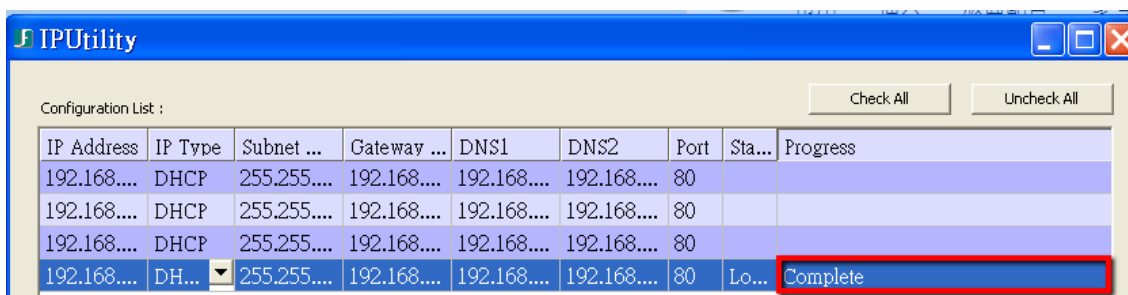 IPUtility
Check All Uncheck All
Configuration List :
IP Address IP Type Subnet ... Gateway ... DNS1 DNS2 Port Sta... Progress
192.168.... DHCP 255.255.... 192.168.... 192.168.... 192.168.... 80
192.168.... DHCP 255.255.... 192.168.... 192.168.... 192.168.... 80
192.168.... DHCP 255.255.... 192.168.... 192.168.... 192.168.... 80
192.168.... DH... 255.255.... 192.168.... 192.168.... 192.168.... 80 Lo... Complete